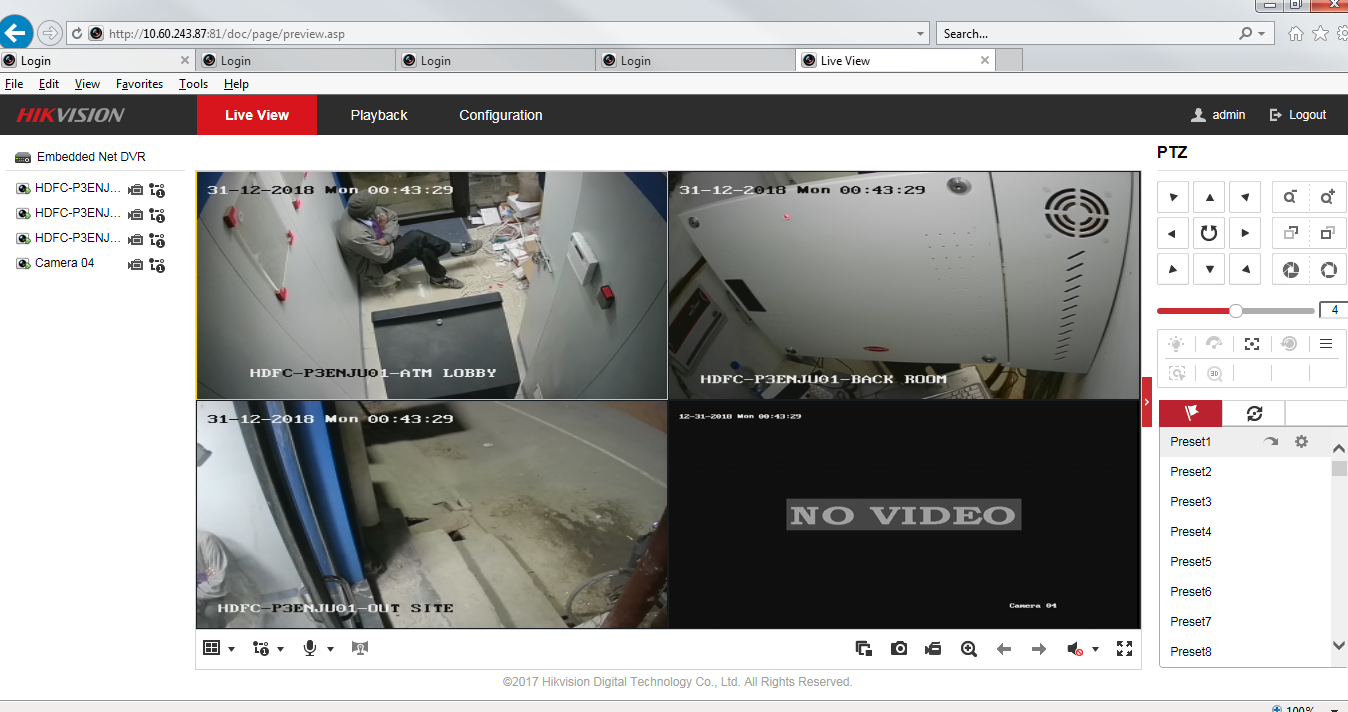 http://10.60.243.87:81/doc/page/preview.asp
Search...
Login
Login
Login
Login
Live View
File Edit View Favorites Tools Help
HIKVISION
Live View
Playback
Configuration
admin
Logout
Embedded Net DVR
HDFC-P3ENJ...
HDFC-P3ENJ...
HDFC-P3ENJ...
Camera 04
31-12-2018 Mon 00:43:29
HDFC-P3ENJU01-ATM LOBBY
31-12-2018 Mon 00:43:29
HDFC-P3ENJU01-BACK ROOM
31-12-2018 Mon 00:43:29
HDFC-P3ENJU01-OUT SITE
12-31-2018 Mon 00:43:29
NO VIDEO
Camera 04
PTZ
4
3D
Preset1
Preset2
Preset3
Preset4
Preset5
Preset6
Preset7
Preset8
©2017 Hikvision Digital Technology Co., Ltd. All Rights Reserved.
100%